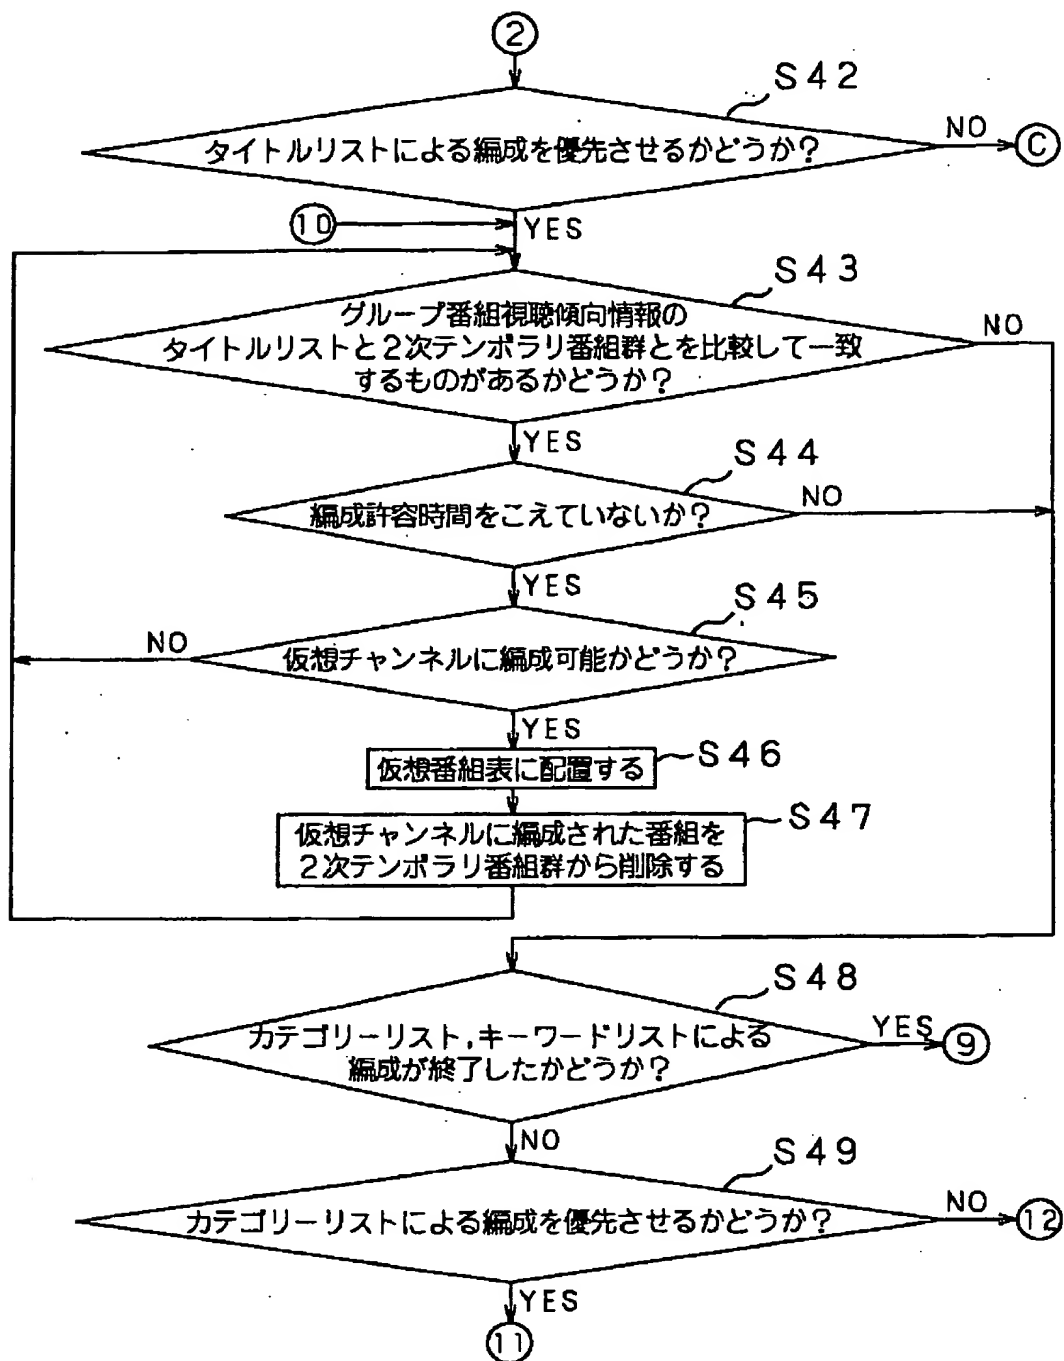 ②
S42
タイトルリストによる編成を優先させるかどうか？
NO
Ⓒ
⑩
YES
S43
グループ番組視聴傾向情報の
タイトルリストと2次テンポラリ番組群とを比較して一致
するものがあるかどうか？
NO
YES
S44
編成許容時間をこえていないか？
NO
YES
S45
NO
仮想チャンネルに編成可能かどうか？
YES
S46
仮想番組表に配置する
S47
仮想チャンネルに編成された番組を
2次テンポラリ番組群から削除する
S48
カテゴリーリスト，キーワードリストによる
編成が終了したかどうか？
YES
⑨
NO
S49
カテゴリーリストによる編成を優先させるかどうか？
NO
⑫
YES
⑪